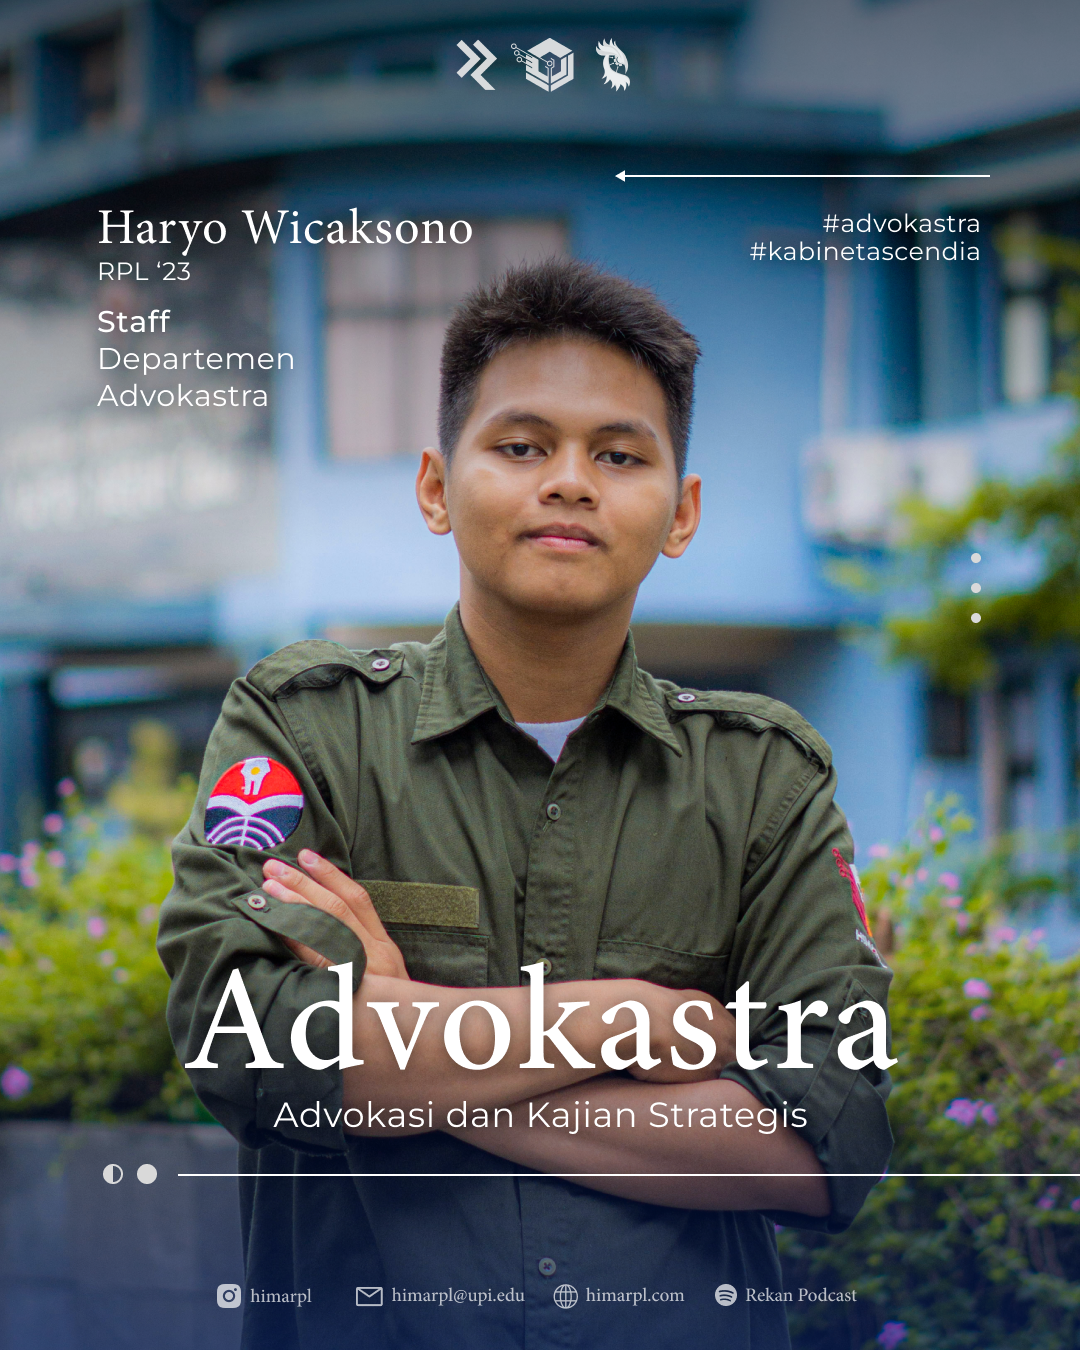 Haryo Wicaksono
RPL ‘23
Staff
Departemen
Advokastra
#advokastra
#kabinetascendia
Advokastra
Advokasi dan Kajian Strategis
himarpl
himarpl@upi.edu
himarpl.com
Rekan Podcast